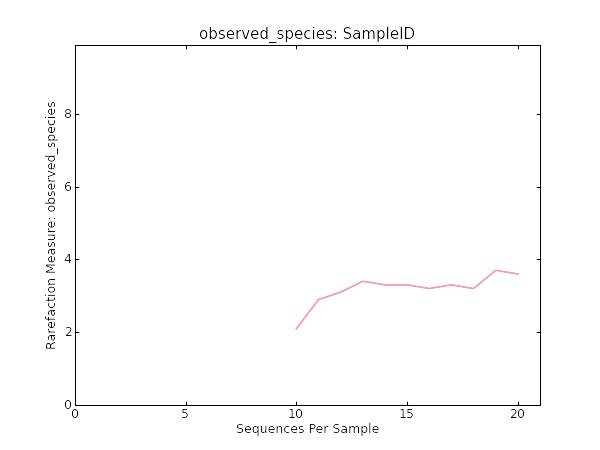 observed_species: SampleID
Rarefaction Measure: observed_species
8
6
4
2
0
0 5 10 15 20
Sequences Per Sample